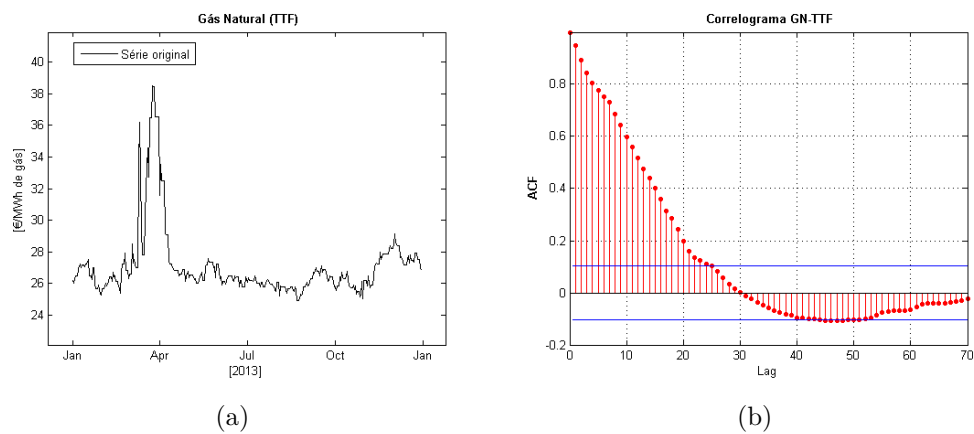 Gás Natural (TTF)
Série original
[€/MWh de gás]
40
38
36
34
32
30
28
26
24
Jan
Apr
Jul
Oct
Jan
[2013]
(a)
Correlograma GN-TTF
ACF
1
0.8
0.6
0.4
0.2
0
-0.2
0
10
20
30
40
50
60
70
Lag
(b)